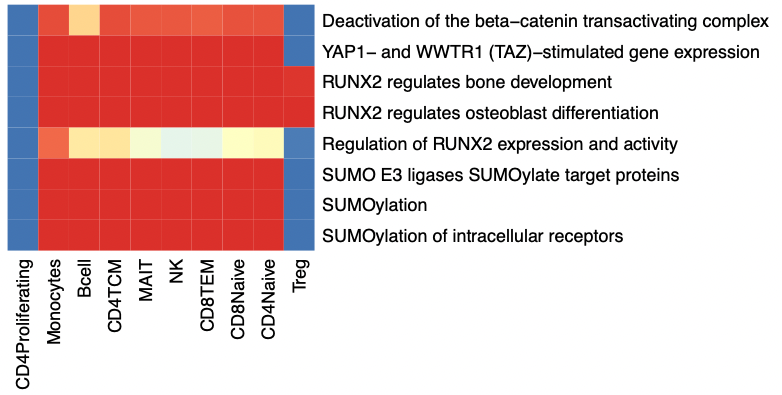 Deactivation of the beta−catenin transactivating complex
YAP1− and WWTR1 (TAZ)−stimulated gene expression
RUNX2 regulates bone development
RUNX2 regulates osteoblast differentiation
Regulation of RUNX2 expression and activity
SUMO E3 ligases SUMOylate target proteins
SUMOylation
SUMOylation of intracellular receptors
CD4Proliferating
Monocytes
Bcell
CD4TCM
MAIT
NK
CD8TEM
CD8Naive
CD4Naive
Treg